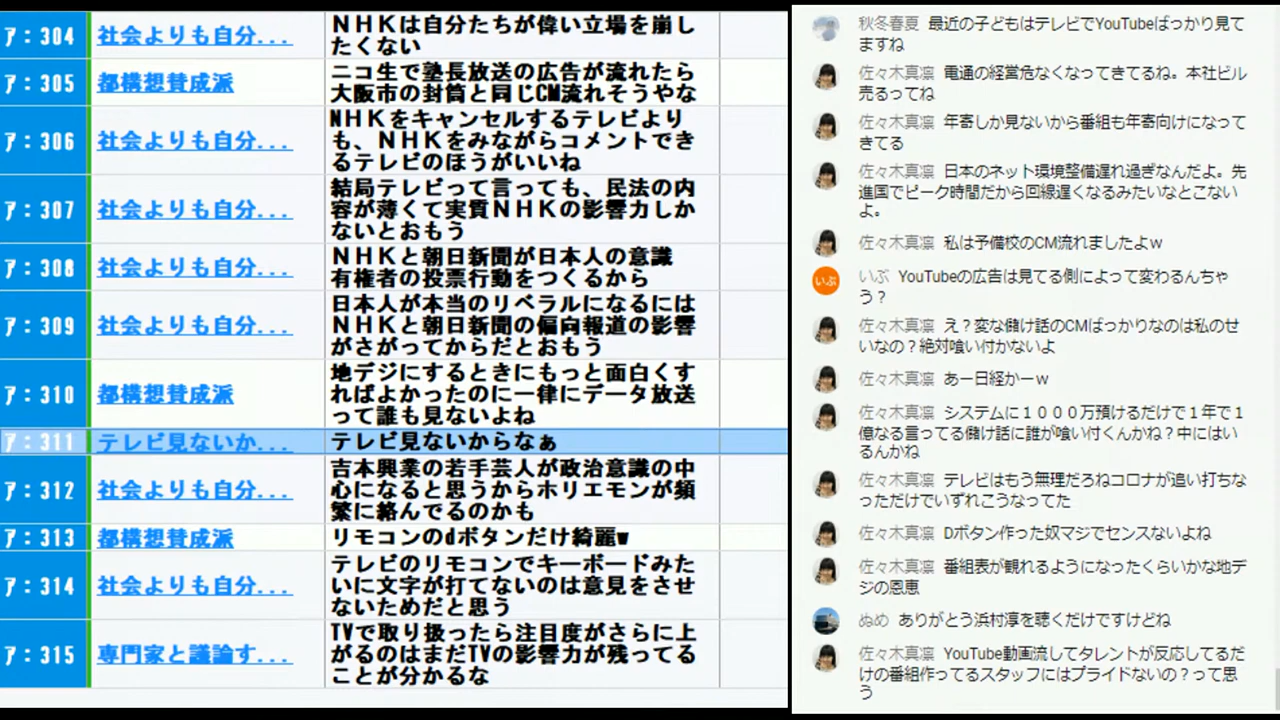 ｱ：304 社会よりも自分... NHKは自分たちが偉い立場を崩し
たくない
ｱ：305 都構想賛成派 ニコ生で塾長放送の広告が流れたら
大阪市の封筒と同じCM流れそうやな
ｱ：306 社会よりも自分... NHKをキャンセルするテレビより
も、NHKをみながらコメントでき
るテレビのほうがいいね
ｱ：307 社会よりも自分... 結局テレビって言っても、民法の内
容が薄くて実質NHKの影響力しか
ないとおもう
ｱ：308 社会よりも自分... NHKと朝日新聞が日本人の意識
有権者の投票行動をつくるから
ｱ：309 社会よりも自分... 日本人が本当のリベラルになるには
NHKと朝日新聞の偏向報道の影響
がさがってからだとおもう
ｱ：310 都構想賛成派 地デジにするときにもっと面白くす
ればよかったのに一律にデータ放送
って誰も見ないよね
ｱ：311 テレビ見ないか... テレビ見ないからなぁ
ｱ：312 社会よりも自分... 吉本興業の若手芸人が政治意識の中
心になると思うからホリエモンが頻
繁に絡んでるのかも
ｱ：313 都構想賛成派 リモコンのdボタンだけ綺麗w
ｱ：314 社会よりも自分... テレビのリモコンでキーボードみた
いに文字が打てないのは意見をさせ
ないためだと思う
ｱ：315 専門家と議論す... TVで取り扱ったら注目度がさらに上
がるのはまだTVの影響力が残ってる
ことが分かるな
秋冬春夏 最近の子どもはテレビでYouTubeばっかり見て
ますね
佐々木真凛 電通の経営危なくなってきてるね。本社ビル
売るってね
佐々木真凛 年寄しか見ないから番組も年寄向けになって
きてる
佐々木真凛 日本のネット環境整備遅れ過ぎなんだよ。先
進国でピーク時間だから回線遅くなるみたいなとこない
よ。
佐々木真凛 私は予備校のCM流れましたよw
いぶ
いぶ YouTubeの広告は見てる側によって変わるんちゃ
う？
佐々木真凛 え？変な儲け話のCMばっかりなのは私のせ
いなの？絶対喰い付かないよ
佐々木真凛 あー日経かーw
佐々木真凛 システムに１０００万預けるだけで１年で１
億なる言ってる儲け話に誰が喰い付くんかね？中にはい
るんかね
佐々木真凛 テレビはもう無理だろねコロナが追い打ちな
っただけでいずれこうなってた
佐々木真凛 Dボタン作った奴マジでセンスないよね
佐々木真凛 番組表が観れるようになったくらいかな地デ
ジの恩恵
ぬめ ありがとう浜村淳を聴くだけですけどね
佐々木真凛 YouTube動画流してタレントが反応してるだ
けの番組作ってるスタッフにはプライドないの？って思
う